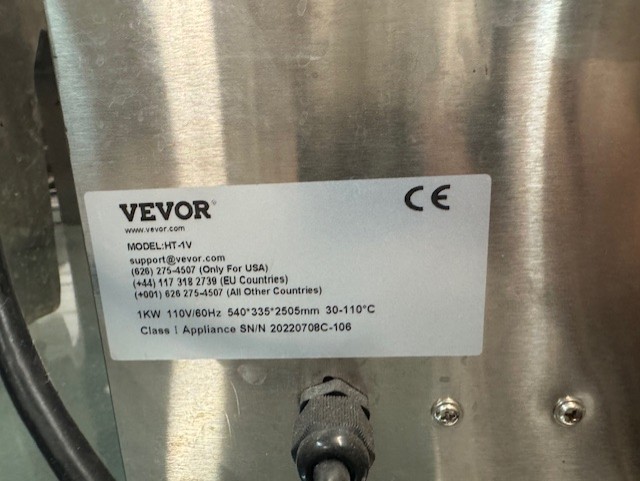 VEVOR®
CE
www.vevor.com
MODEL:HT-1V
support@vevor.com
(626) 275-4507 (Only For USA)
(+44) 117 318 2739 (EU Countries)
(+001) 626 275-4507 (All Other Countries)
1KW 110V/60Hz 540*335*2505mm 30-110°C
Class I Appliance SN/N 20220708C-106